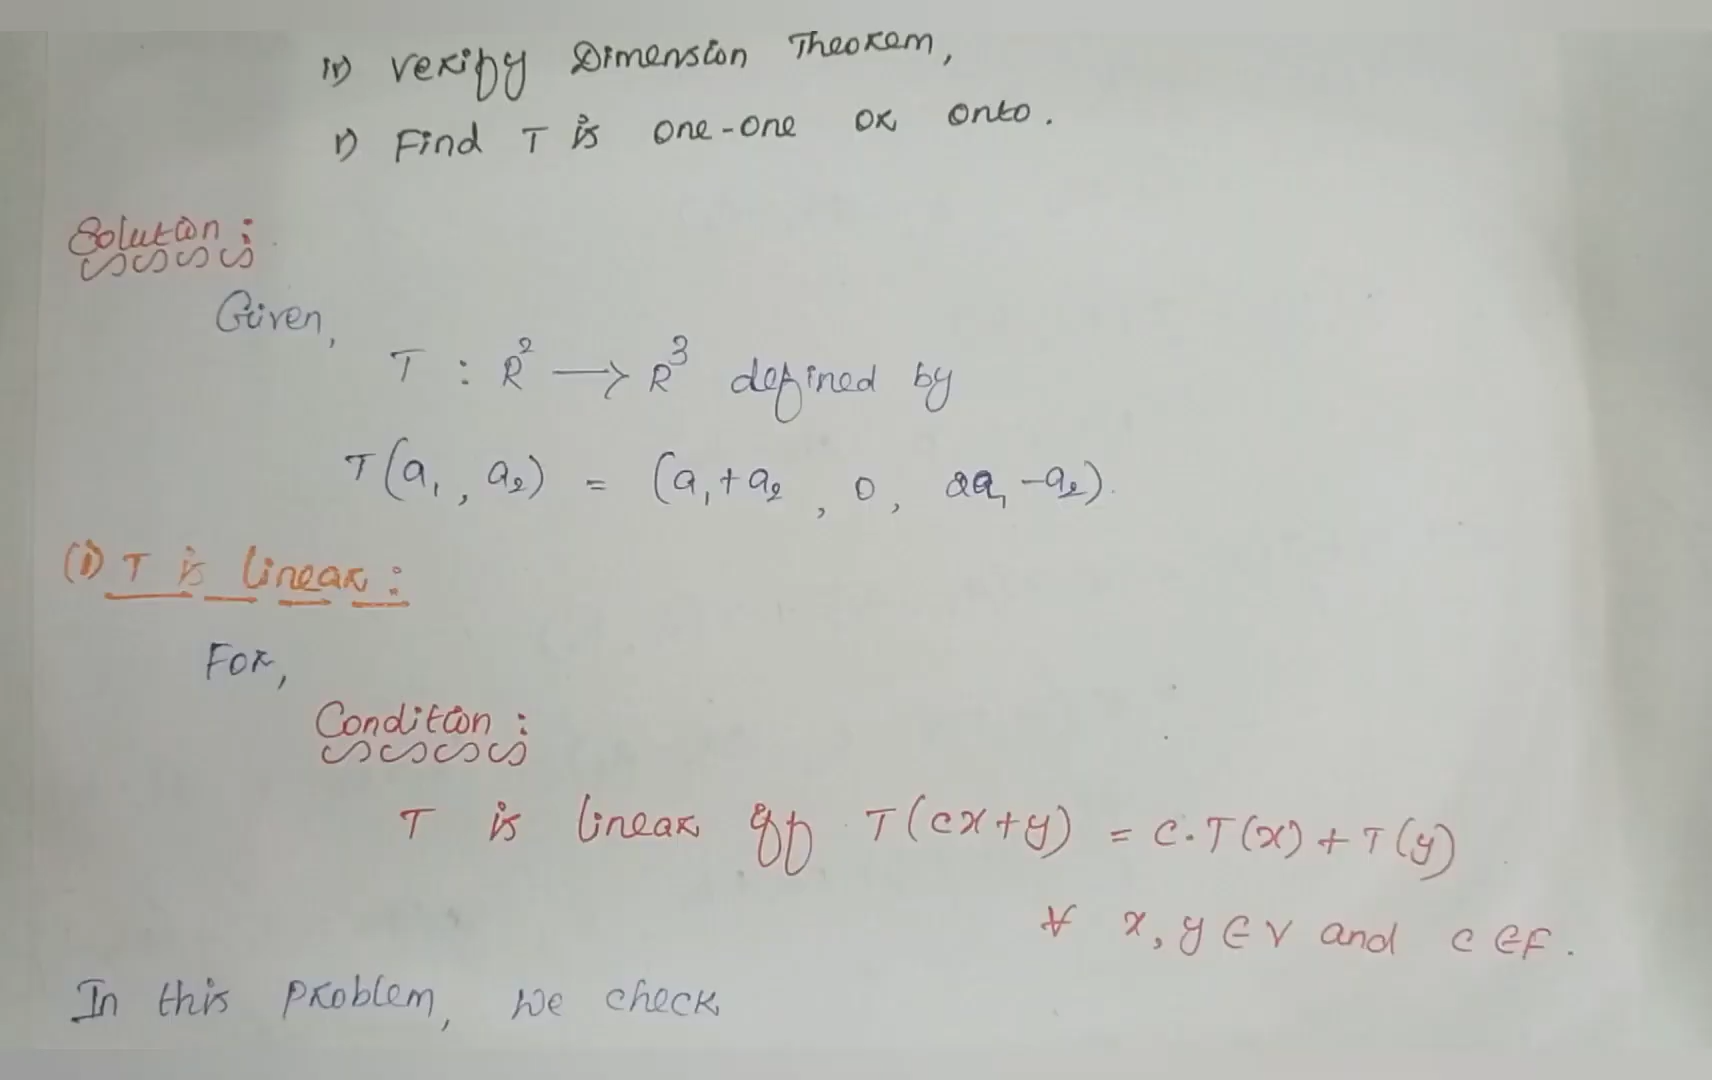 iv) verify Dimension Theorem,
v) Find T is one-one or onto.
Solution :
Given,
T : R² → R³ defined by
T(a₁, a₂) = (a₁+a₂, 0, 2a₁-a₂).
(i) T is linear :
For,
Condition :
T is linear iff T(cx+y) = c.T(x)+T(y)
∀ x, y ∈ V and c ∈ F.
In this problem, we check